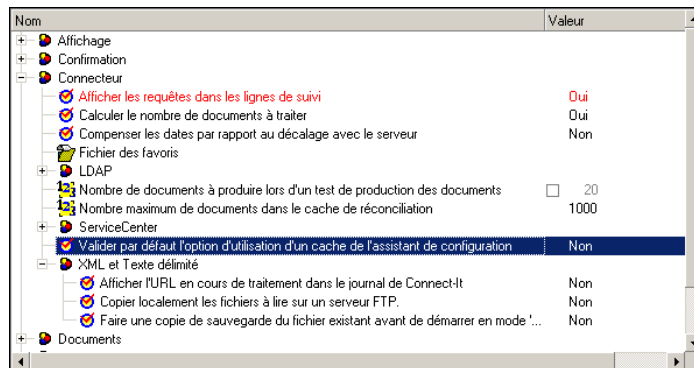 Nom Valeur
Affichage
Confirmation
Connecteur
Afficher les requêtes dans les lignes de suivi Oui
Calculer le nombre de documents à traiter Oui
Compenser les dates par rapport au décalage avec le serveur Non
Fichier des favoris
LDAP
123 Nombre de documents à produire lors d'un test de production des documents 20
123 Nombre maximum de documents dans le cache de réconciliation 1000
ServiceCenter
Valider par défaut l'option d'utilisation d'un cache de l'assistant de configuration Non
XML et Texte délimité
Afficher l'URL en cours de traitement dans le journal de Connect-It Non
Copier localement les fichiers à lire sur un serveur FTP. Non
Faire une copie de sauvegarde du fichier existant avant de démarrer en mode '... Non
Documents